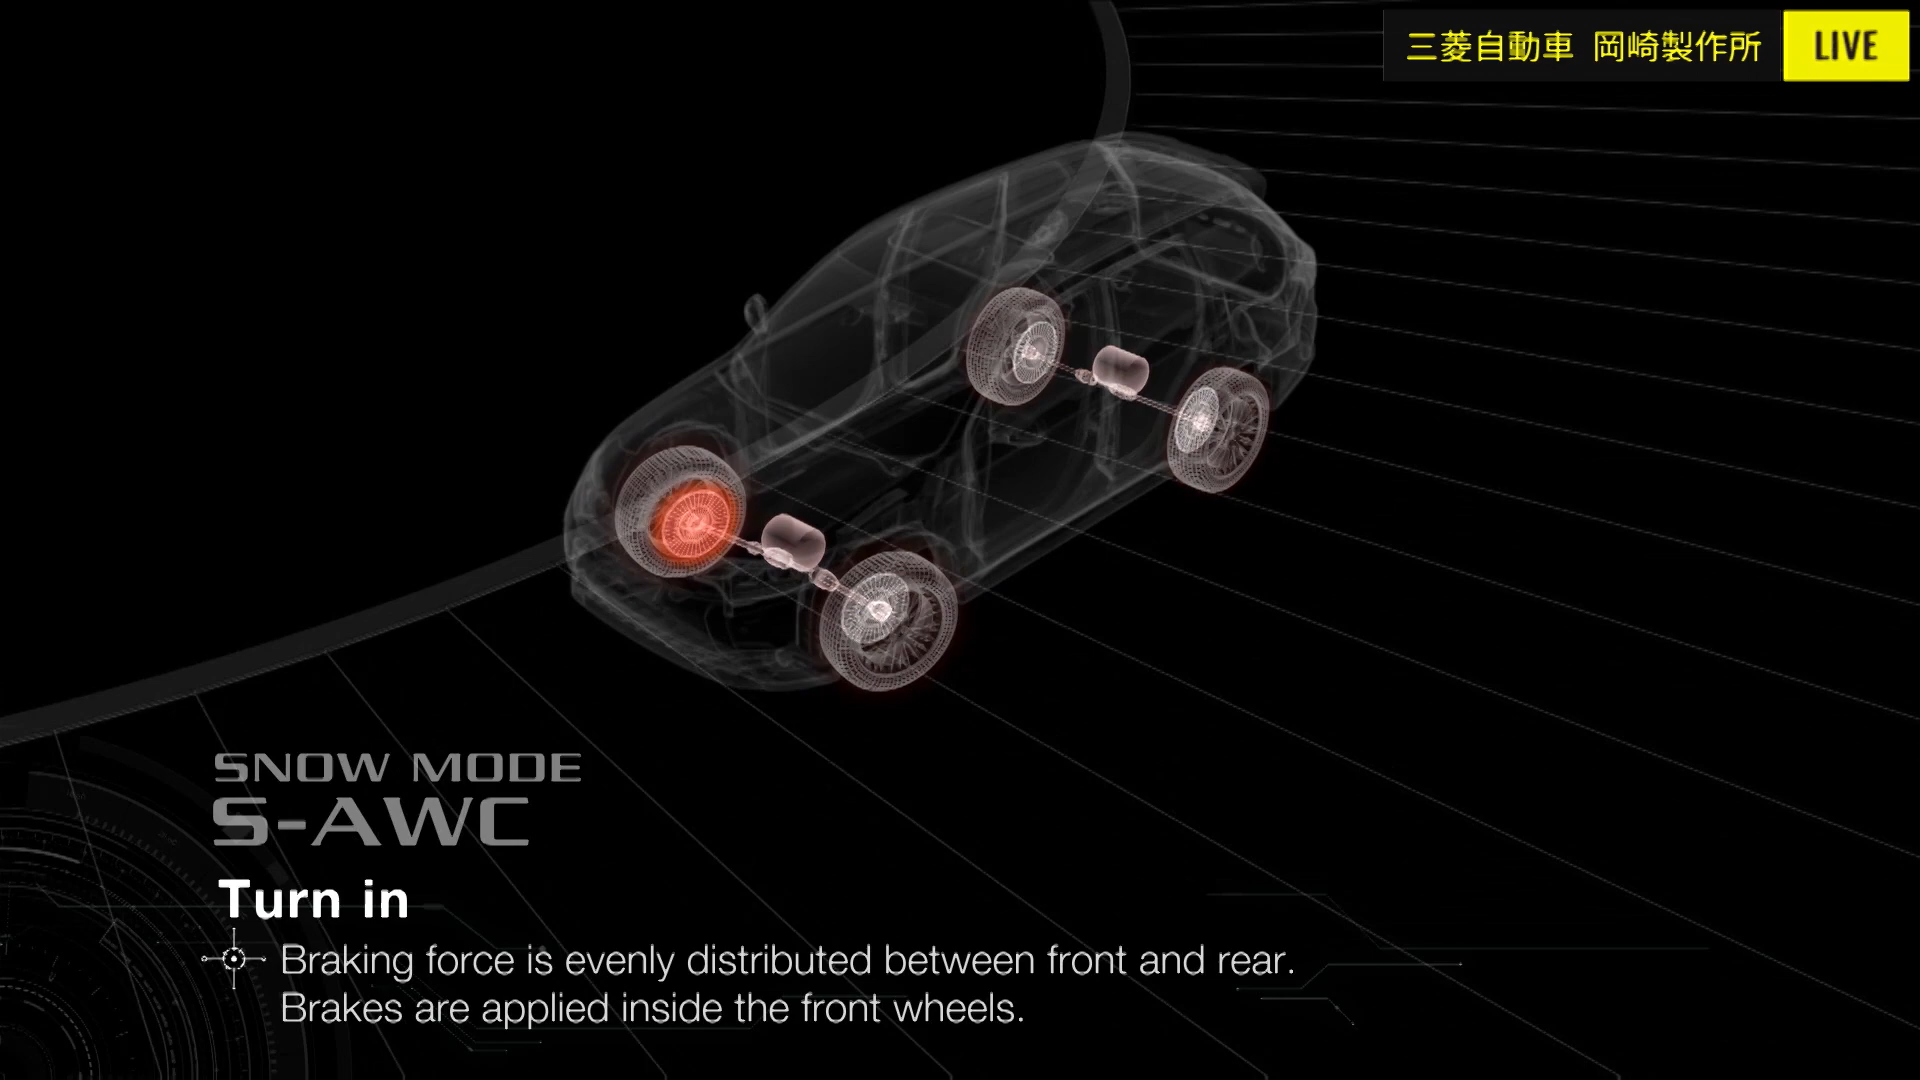 三菱自動車 岡崎製作所 LIVE
SNOW MODE
S-AWC
Turn in
Braking force is evenly distributed between front and rear.
Brakes are applied inside the front wheels.